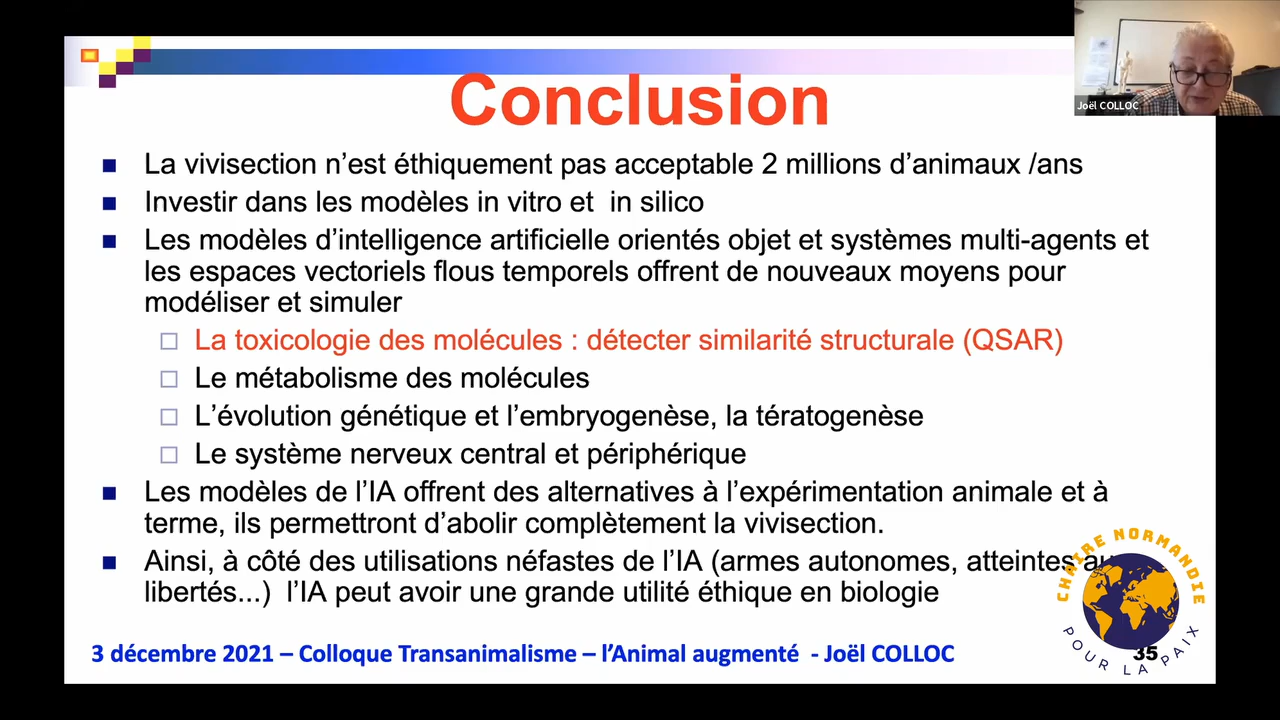 Joël COLLOC
Conclusion
La vivisection n’est éthiquement pas acceptable 2 millions d’animaux /ans
Investir dans les modèles in vitro et in silico
Les modèles d’intelligence artificielle orientés objet et systèmes multi-agents et
les espaces vectoriels flous temporels offrent de nouveaux moyens pour
modéliser et simuler
La toxicologie des molécules : détecter similarité structurale (QSAR)
Le métabolisme des molécules
L’évolution génétique et l’embryogenèse, la tératogenèse
Le système nerveux central et périphérique
Les modèles de l’IA offrent des alternatives à l’expérimentation animale et à
terme, ils permettront d’abolir complètement la vivisection.
Ainsi, à côté des utilisations néfastes de l’IA (armes autonomes, atteintes
libertés...) l’IA peut avoir une grande utilité éthique en biologie
CHAIRE NORMANDIE
POUR LA PAIX
3 décembre 2021 – Colloque Transanimalisme – l’Animal augmenté - Joël COLLOC
35